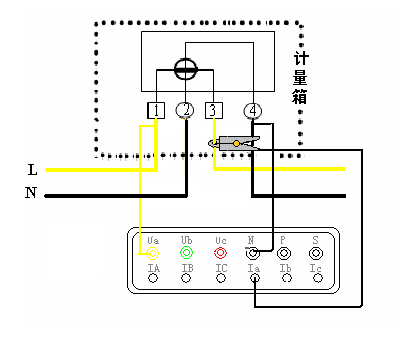 计量箱
1 2 3 4
L
N
Ua Ub Uc N P S
IA IB IC Ia Ib Ic